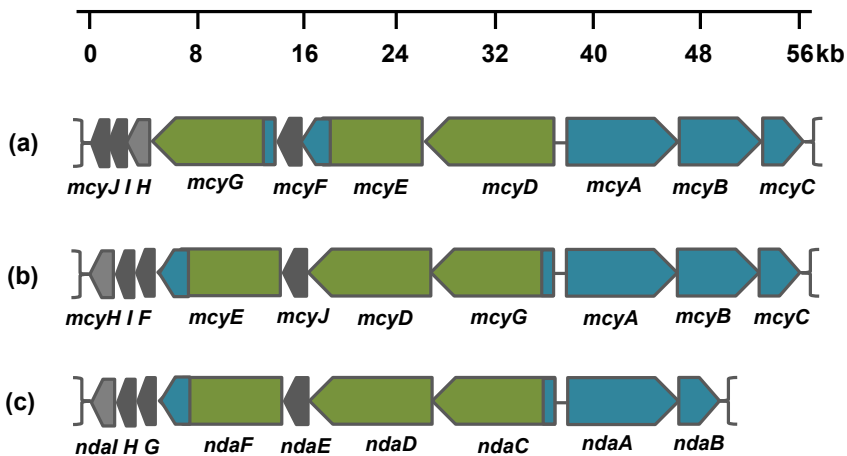 0 8 16 24 32 40 48 56kb
(a)
mcyJ I H mcyG mcyF mcyE mcyD mcyA mcyB mcyC
(b)
mcyH I F mcyE mcyJ mcyD mcyG mcyA mcyB mcyC
(c)
ndaI H G ndaF ndaE ndaD ndaC ndaA ndaB